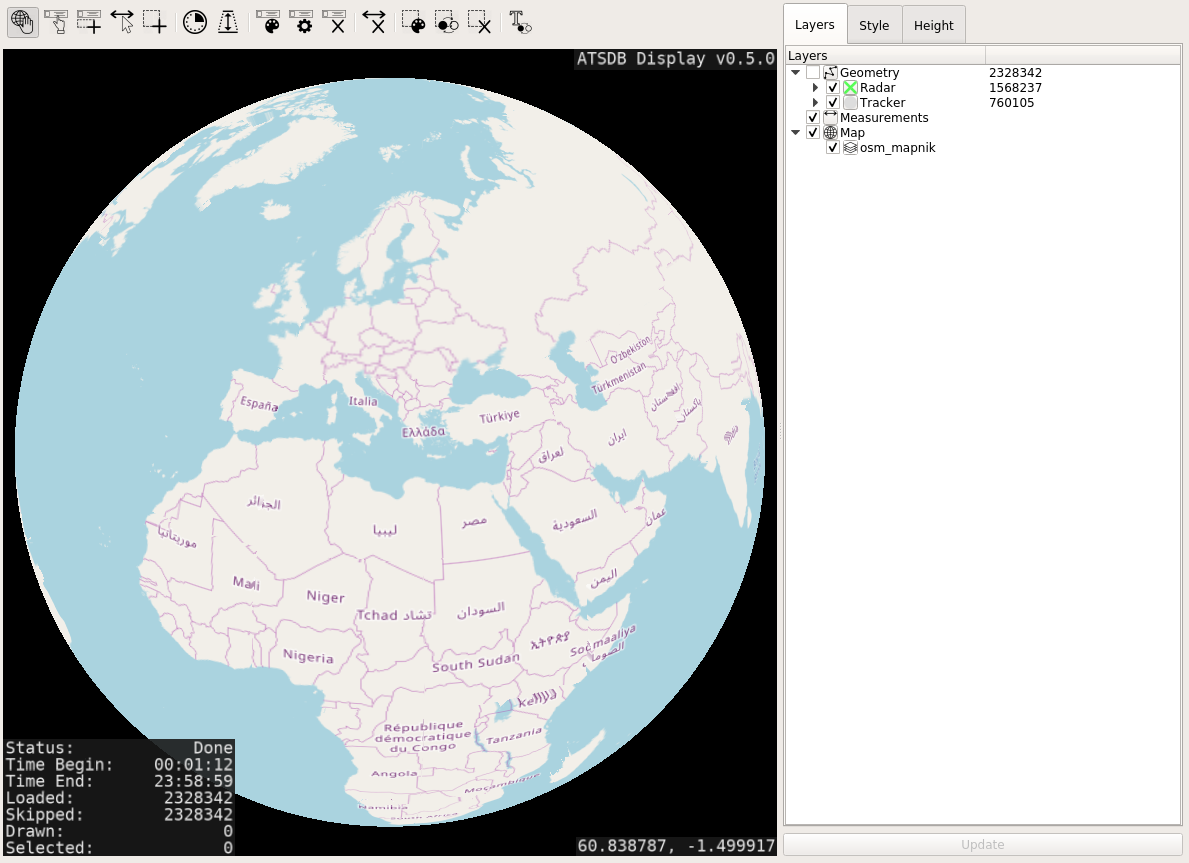 ATSDB Display v0.5.0
Layers
Style
Height
Layers
Geometry 2328342
Radar 1568237
Tracker 760105
Measurements
Map
osm_mapnik
O'zbekiston
Türkmenistan
España
Italia
Ελλάδα
Türkiye
ایران
الجزائر
ليبيا
مصر
السعودية
عمان
موريتانيا
Mali
Niger
Tchad تشاد
السودان
اليمن
ኢትዮጵያ
Soomaaliya
الصومال
Nigeria
South Sudan
Kenya
République
démocratique
du Congo
Tanzania
Angola
Moçambique
Namibia
Status: Done
Time Begin: 00:01:12
Time End: 23:58:59
Loaded: 2328342
Skipped: 2328342
Drawn: 0
Selected: 0
60.838787, -1.499917
Update